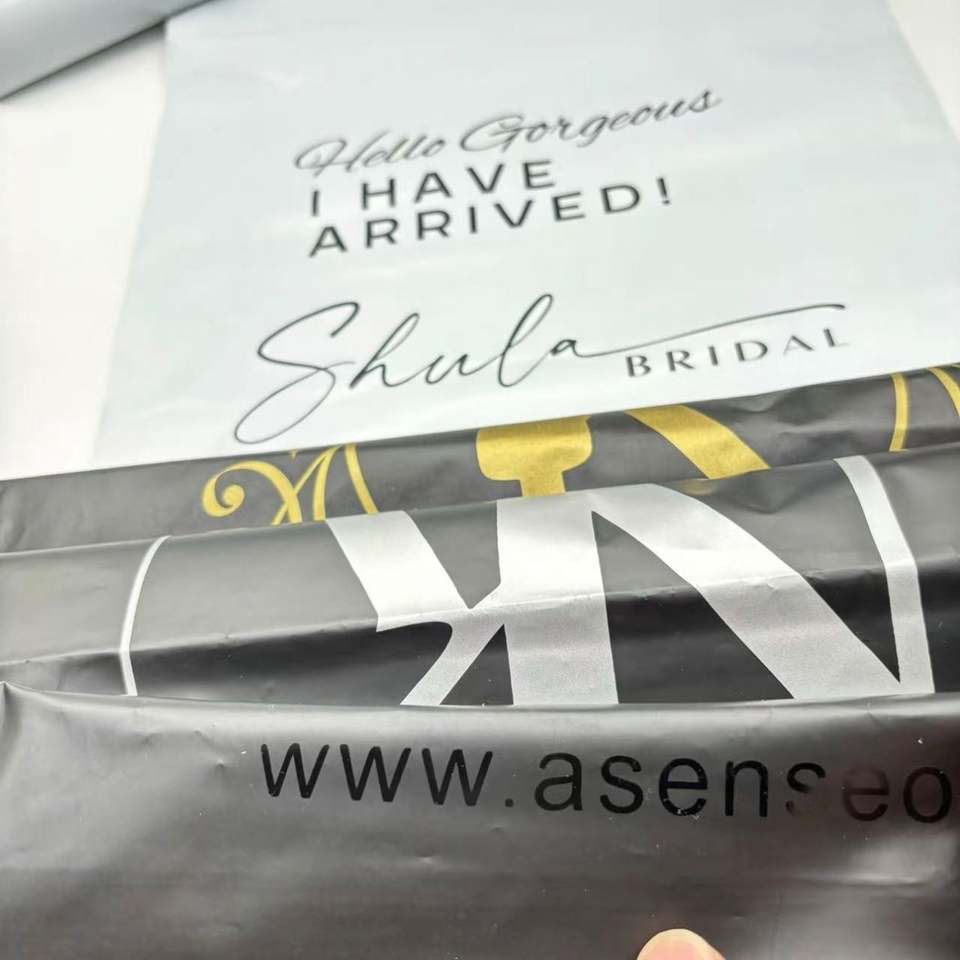 Hello Gorgeous
I HAVE
ARRIVED!
Shula BRIDAL
www.asenseo